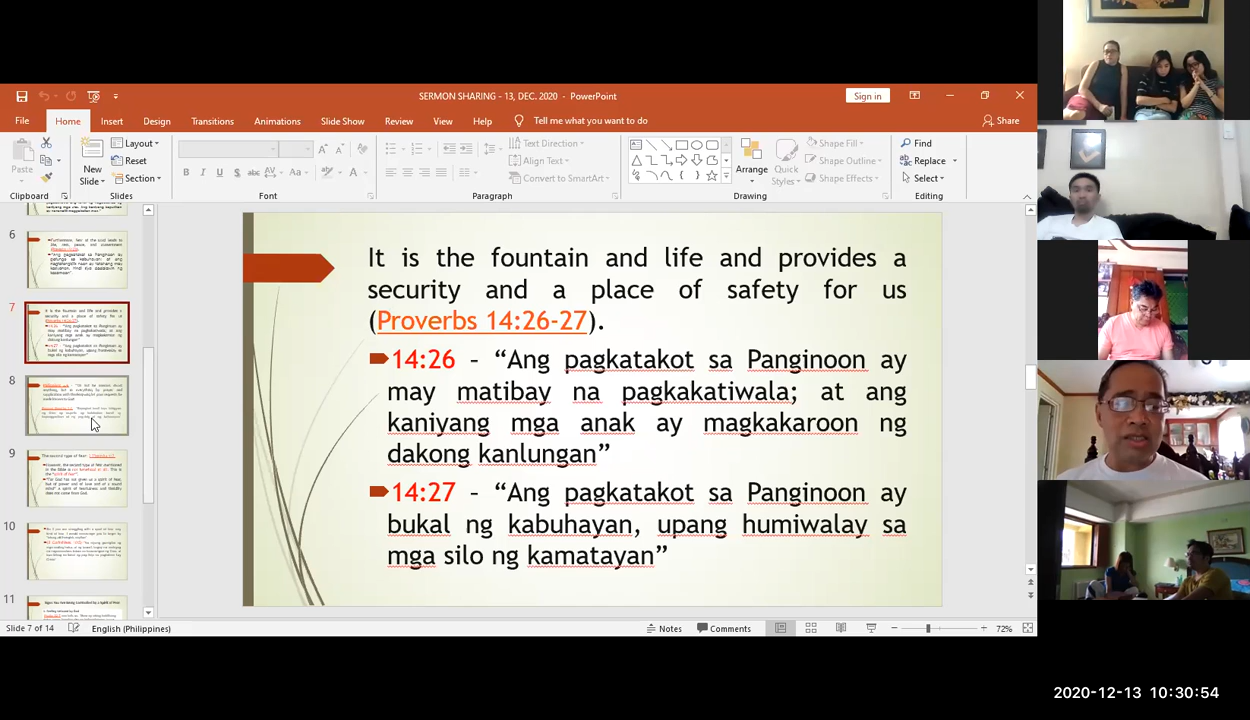 SERMON SHARING - 13, DEC. 2020 - PowerPoint
Sign in
File Home Insert Design Transitions Animations Slide Show Review View Help Tell me what you want to do Share
Paste
New
Slide
Layout
Reset
Section
Text Direction
Align Text
Convert to SmartArt
Arrange
Quick
Styles
Shape Fill
Shape Outline
Shape Effects
Find
Replace
Select
Clipboard Slides Font Paragraph Drawing Editing
6
7
8
9
10
11
It is the fountain and life and provides a
security and a place of safety for us
(Proverbs 14:26-27).
14:26 - “Ang pagkatakot sa Panginoon ay
may matibay na pagkakatiwala; at ang
kaniyang mga anak ay magkakaroon ng
dakong kanlungan”
14:27 - “Ang pagkatakot sa Panginoon ay
bukal ng kabuhayan, upang humiwalay sa
mga silo ng kamatayan”
Slide 7 of 14 English (Philippines) Notes Comments 72%
2020-12-13 10:30:54